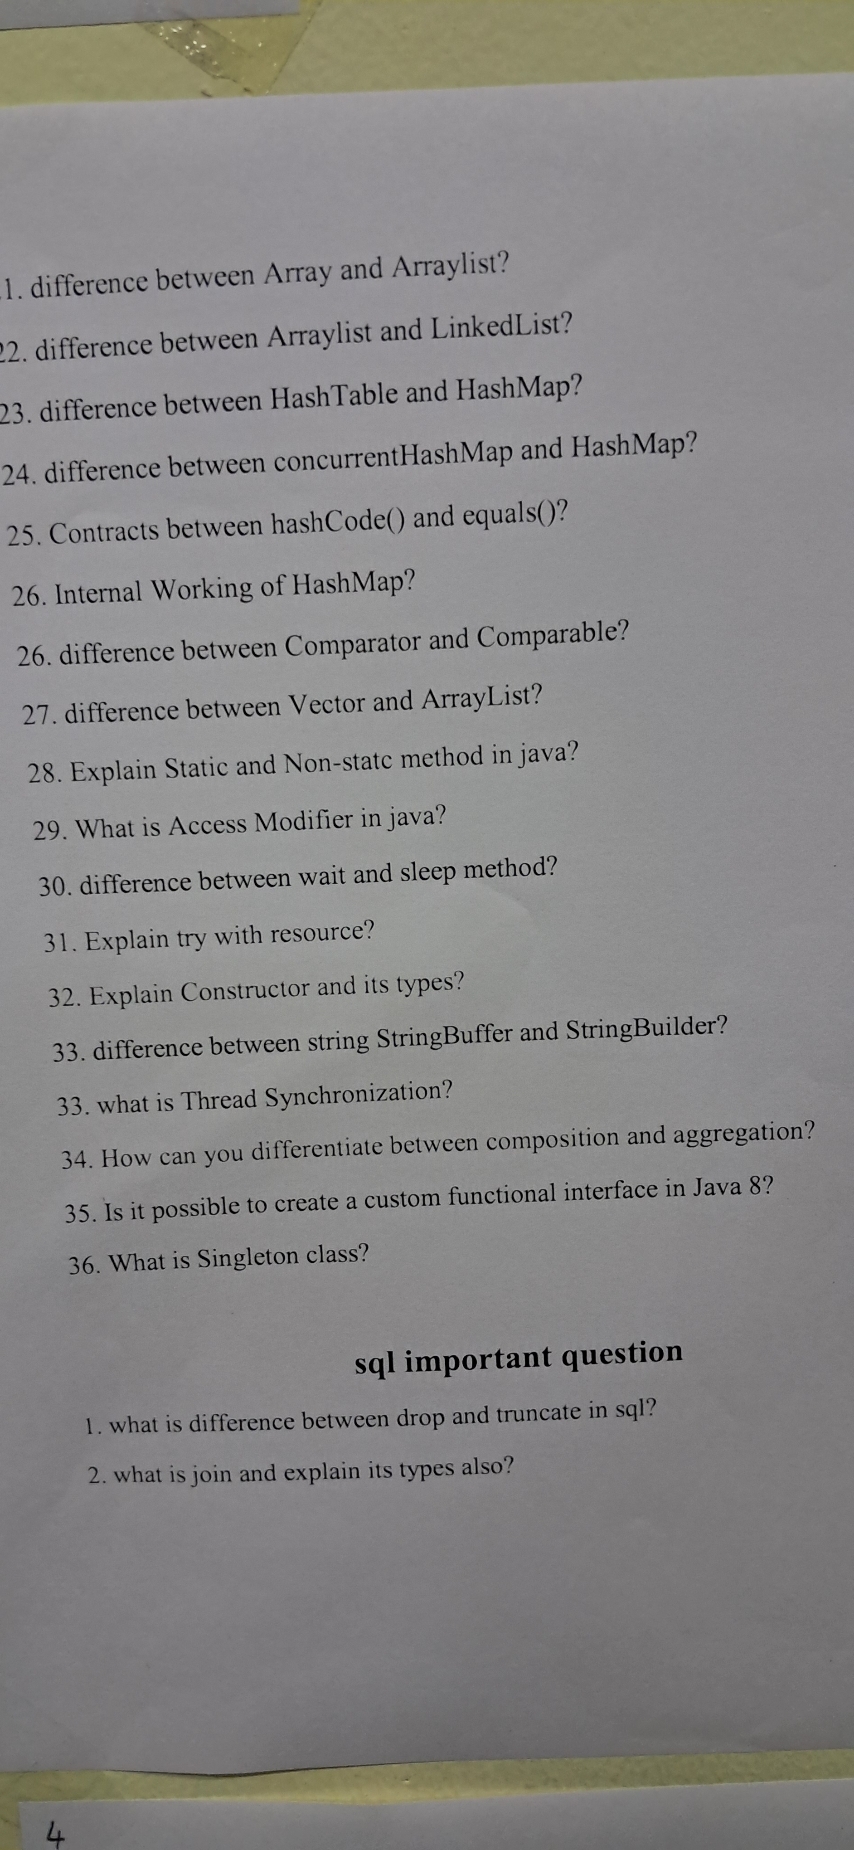 1. difference between Array and Arraylist?
22. difference between Arraylist and LinkedList?
23. difference between HashTable and HashMap?
24. difference between concurrentHashMap and HashMap?
25. Contracts between hashCode() and equals()?
26. Internal Working of HashMap?
26. difference between Comparator and Comparable?
27. difference between Vector and ArrayList?
28. Explain Static and Non-statc method in java?
29. What is Access Modifier in java?
30. difference between wait and sleep method?
31. Explain try with resource?
32. Explain Constructor and its types?
33. difference between string StringBuffer and StringBuilder?
33. what is Thread Synchronization?
34. How can you differentiate between composition and aggregation?
35. Is it possible to create a custom functional interface in Java 8?
36. What is Singleton class?
sql important question
1. what is difference between drop and truncate in sql?
2. what is join and explain its types also?
4